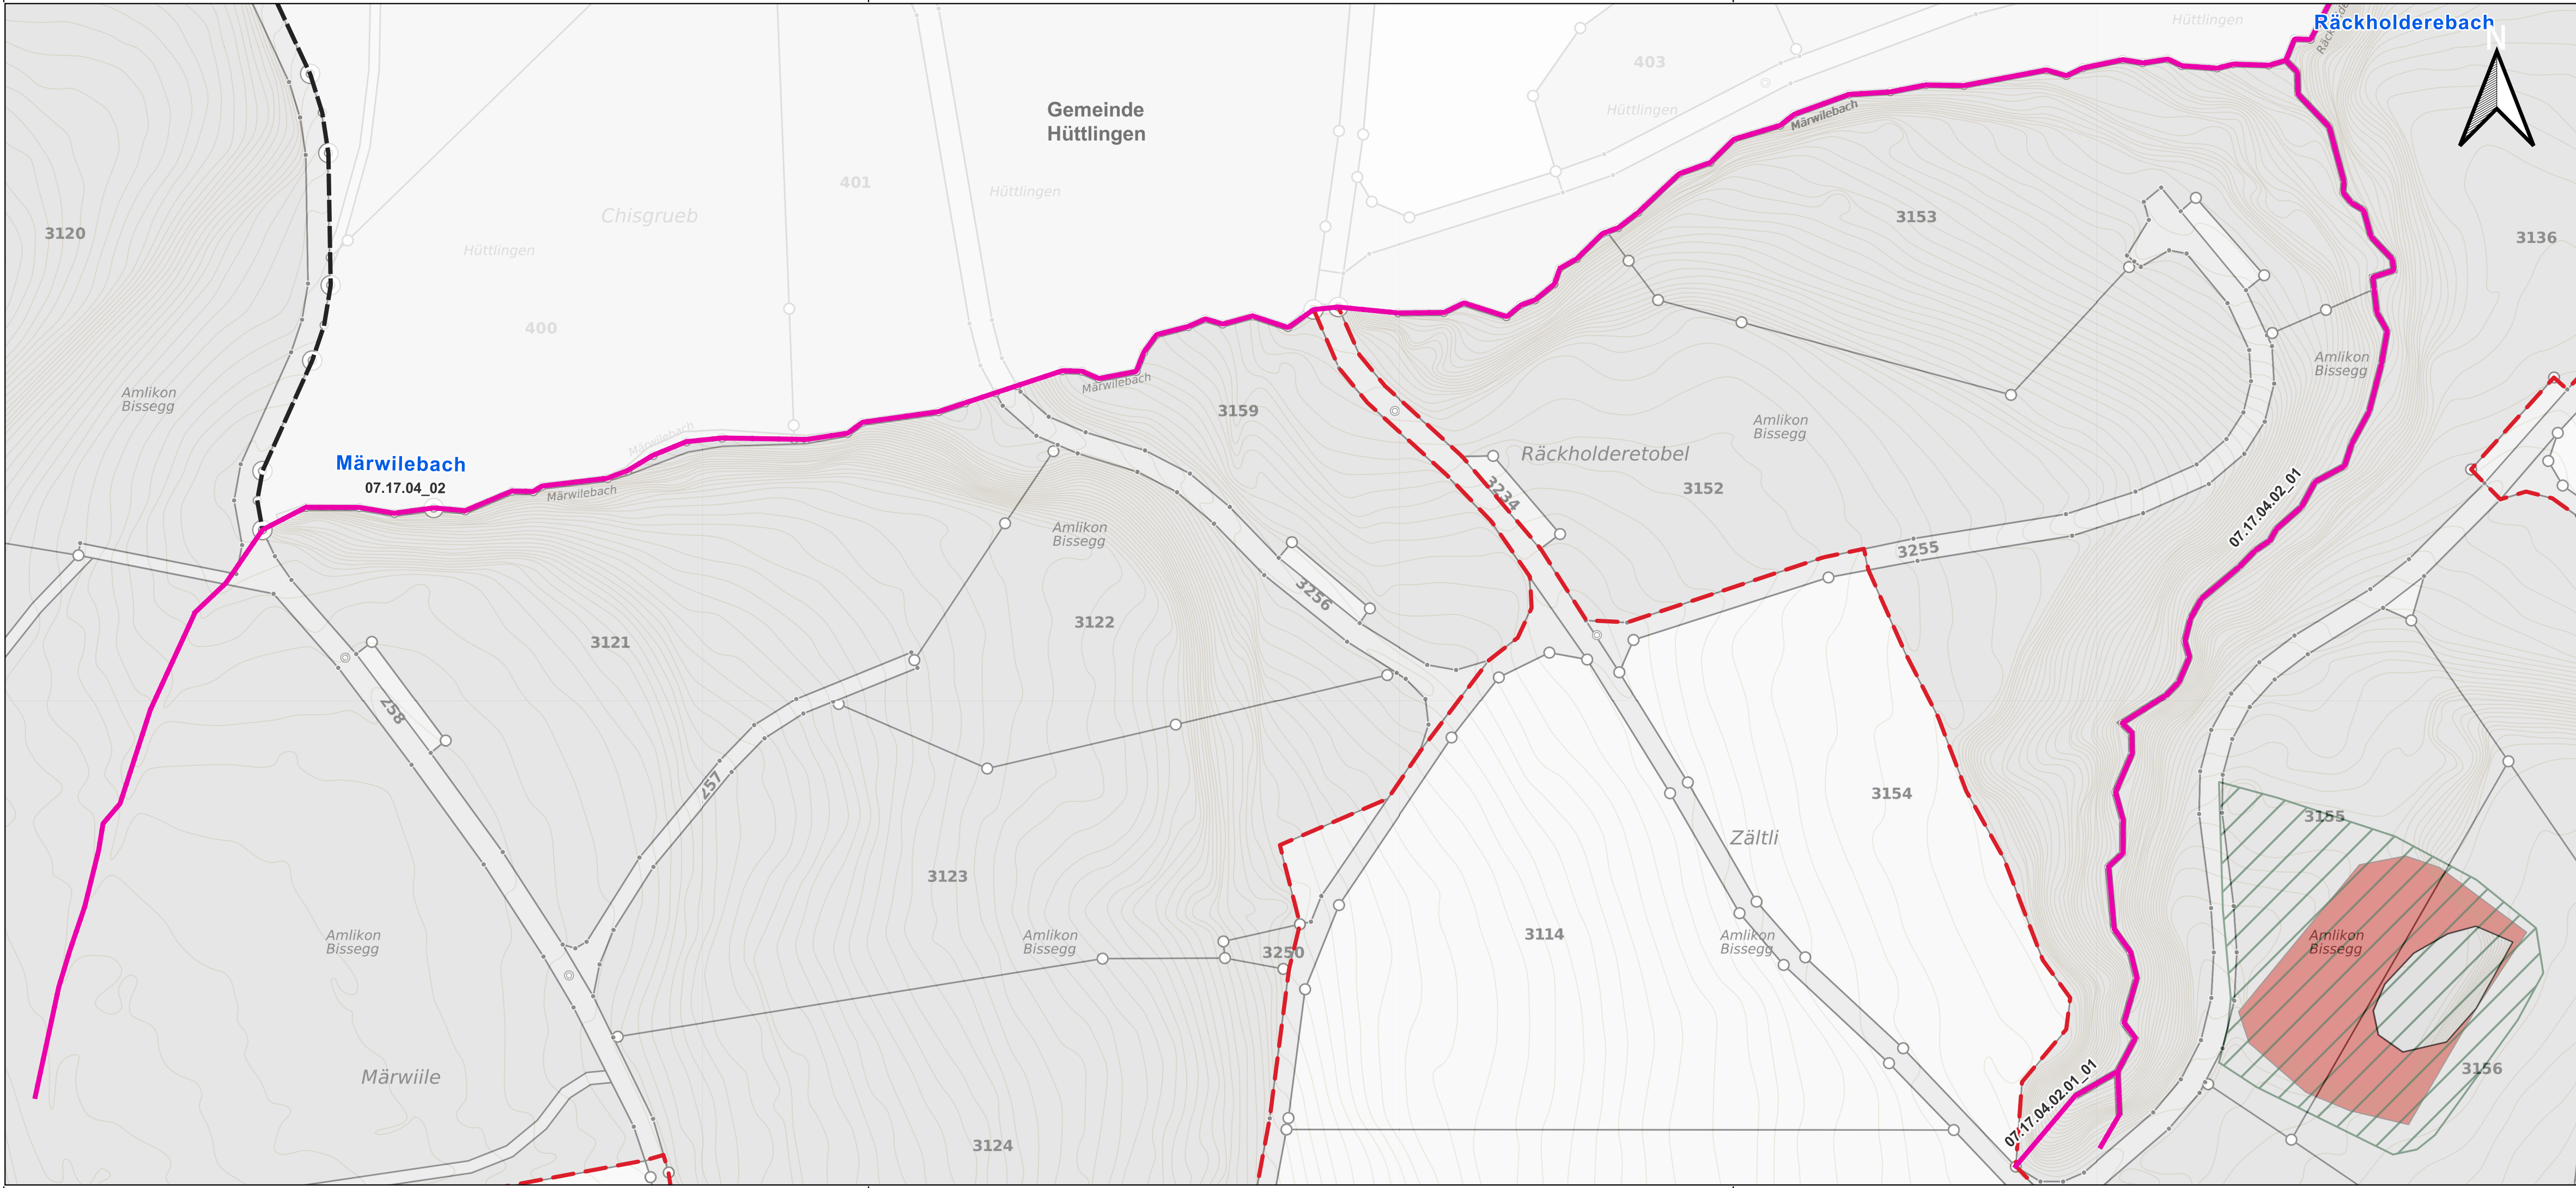 Räckholderebach
Hüttlingen
N
403
Gemeinde
Hüttlingen
Hüttlingen
Märwilebach
401
Hüttlingen
Chisgrueb
3153
3120
3136
Hüttlingen
400
Amlikon
Bissegg
Amlikon
Bissegg
Märwilebach
3159
Amlikon
Bissegg
Märwilebach
Räckholderetobel
Märwilebach
07.17.04_02
Märwilebach
3234
3152
07.17.04.02_01
Amlikon
Bissegg
3255
3256
3122
3121
258
257
3154
3155
Zältli
3123
Amlikon
Bissegg
Amlikon
Bissegg
3114
Amlikon
Bissegg
Amlikon
Bissegg
3250
3156
Märwiile
07.17.04.02.01_01
3124